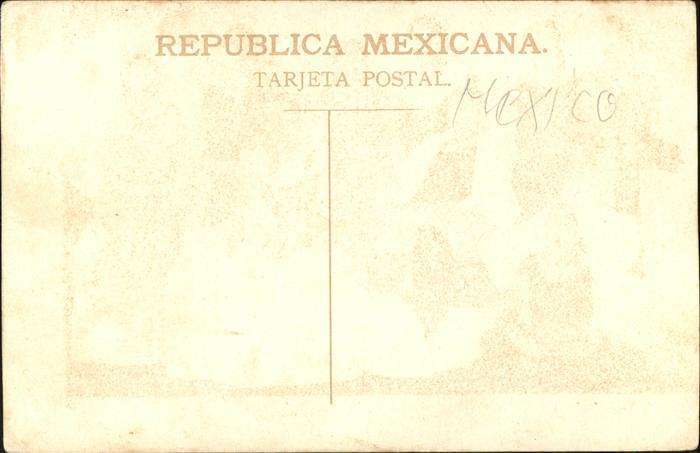 REPUBLICA MEXICANA.
TARJETA POSTAL.
MEXICO